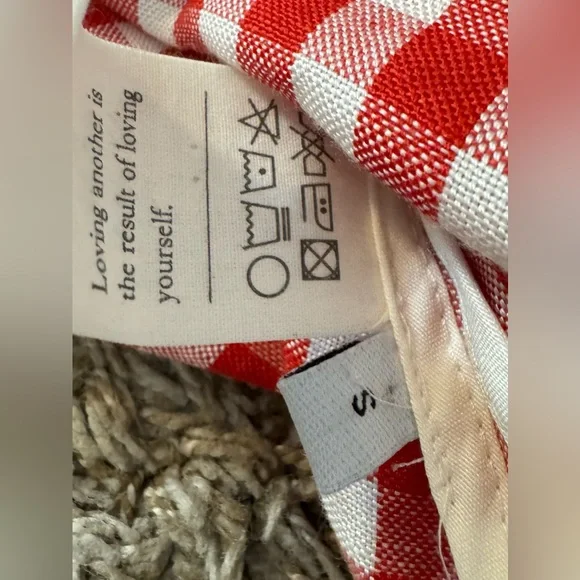 Loving another is
the result of loving
yourself.
S